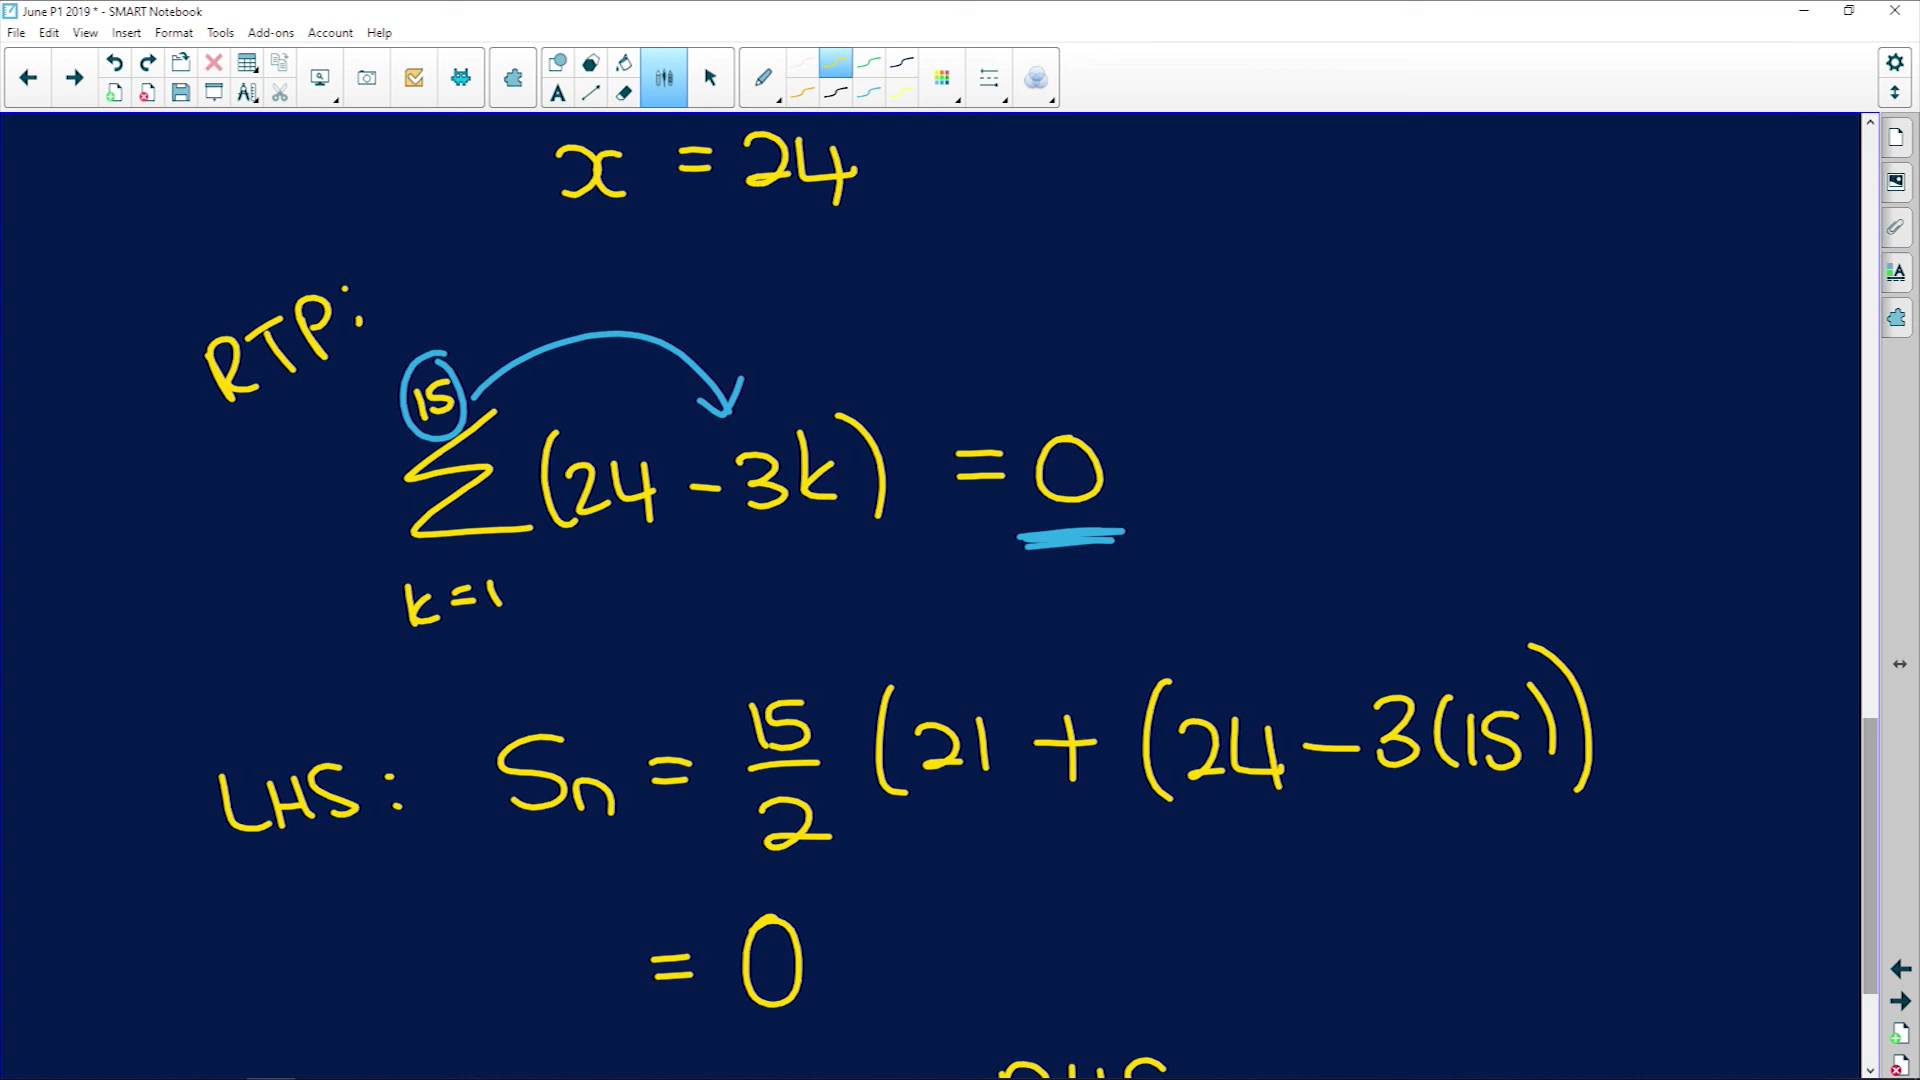 June P1 2019 * - SMART Notebook
File Edit View Insert Format Tools Add-ons Account Help
x = 24
RTP:
15
∑ (24 - 3k) = 0
k = 1
LHS: Sn = 15/2 (21 + (24 - 3(15))
= 0